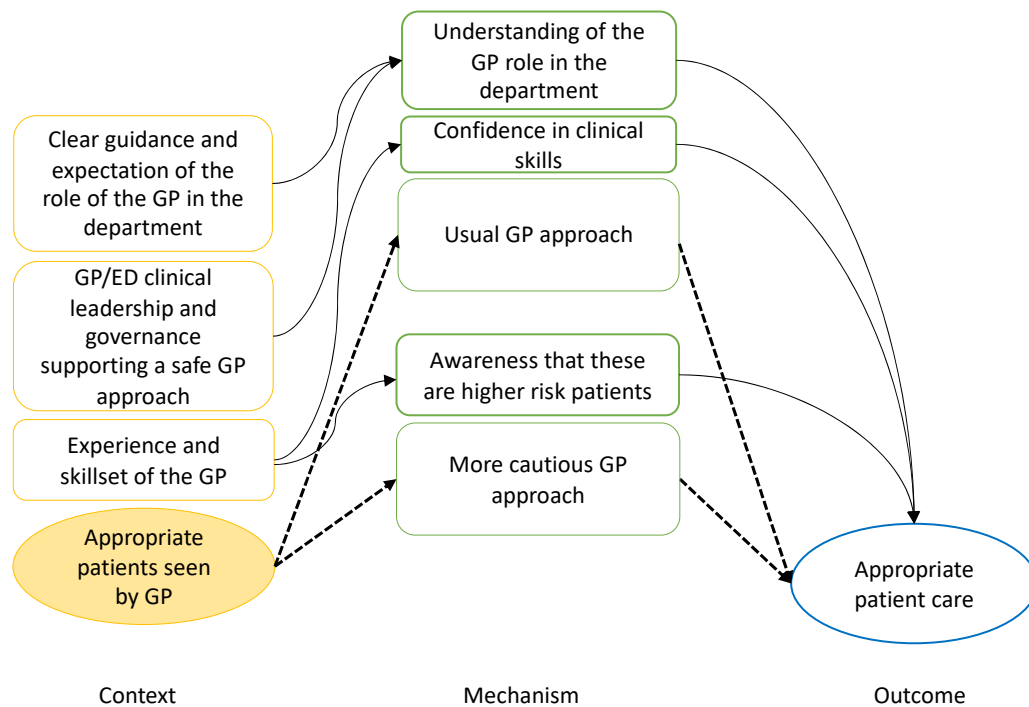 Clear guidance and
expectation of the
role of the GP in the
department
GP/ED clinical
leadership and
governance
supporting a safe GP
approach
Experience and
skillset of the GP
Appropriate
patients seen
by GP
Understanding of the
GP role in the
department
Confidence in clinical
skills
Usual GP approach
Awareness that these
are higher risk patients
More cautious GP
approach
Appropriate
patient care
Context
Mechanism
Outcome